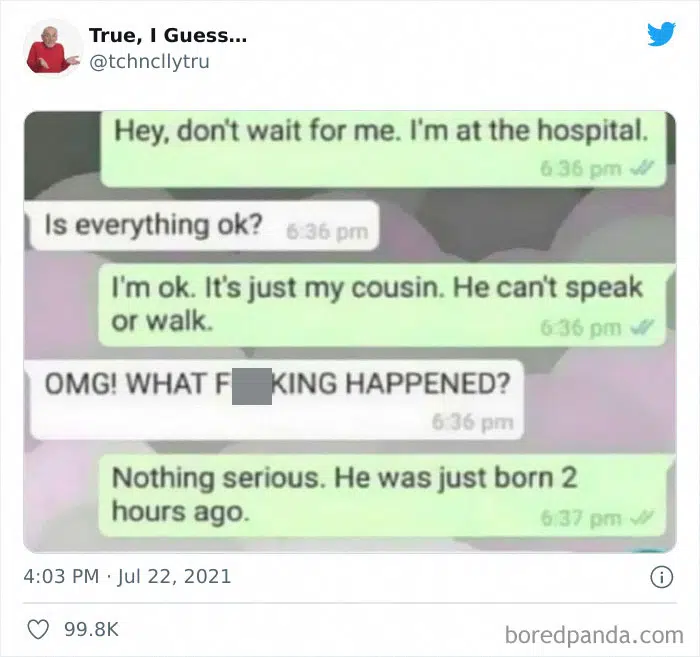 True, I Guess...
@tchncllytru
Hey, don't wait for me. I'm at the hospital.
6:36 pm
Is everything ok? 6:36 pm
I'm ok. It's just my cousin. He can't speak
or walk.
6:36 pm
OMG! WHAT F KING HAPPENED?
6:36 pm
Nothing serious. He was just born 2
hours ago.
6:37 pm
4:03 PM · Jul 22, 2021
99.8K
boredpanda.com